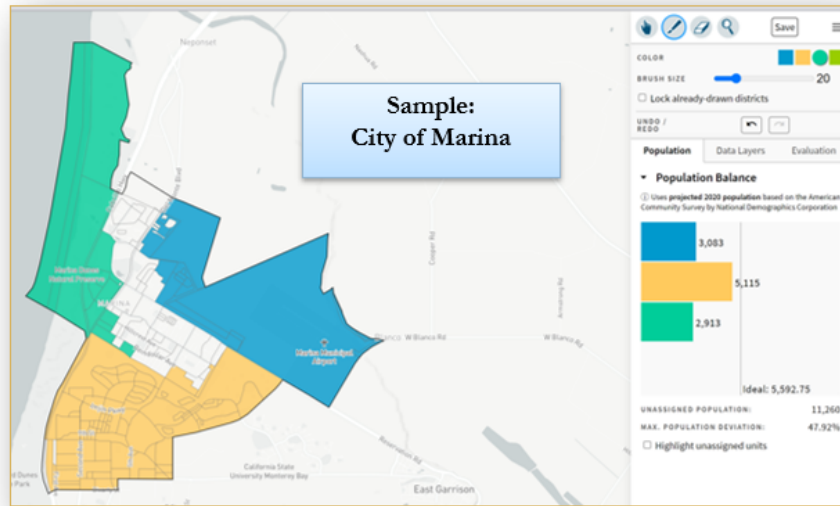 Sample:
City of Marina
Neponset
Nashua Rd
Cooper Rd
Armstrong Rd
Marina Dunes
Natural Preserve
MARINA
Marina Municipal
Airport
Blanco
W Blanco Rd
W Blanco Rd
Reservation Rd
California State
University Monterey Bay
East Garrison
Save
COLOR
BRUSH SIZE
20
Lock already-drawn districts
UNDO /
REDO
Population
Data Layers
Evaluation
Population Balance
Uses projected 2020 population based on the American
Community Survey by National Demographics Corporation
3,083
5,115
2,913
Ideal: 5,592.75
UNASSIGNED POPULATION:
11,260
MAX. POPULATION DEVIATION:
47.92%
Highlight unassigned units